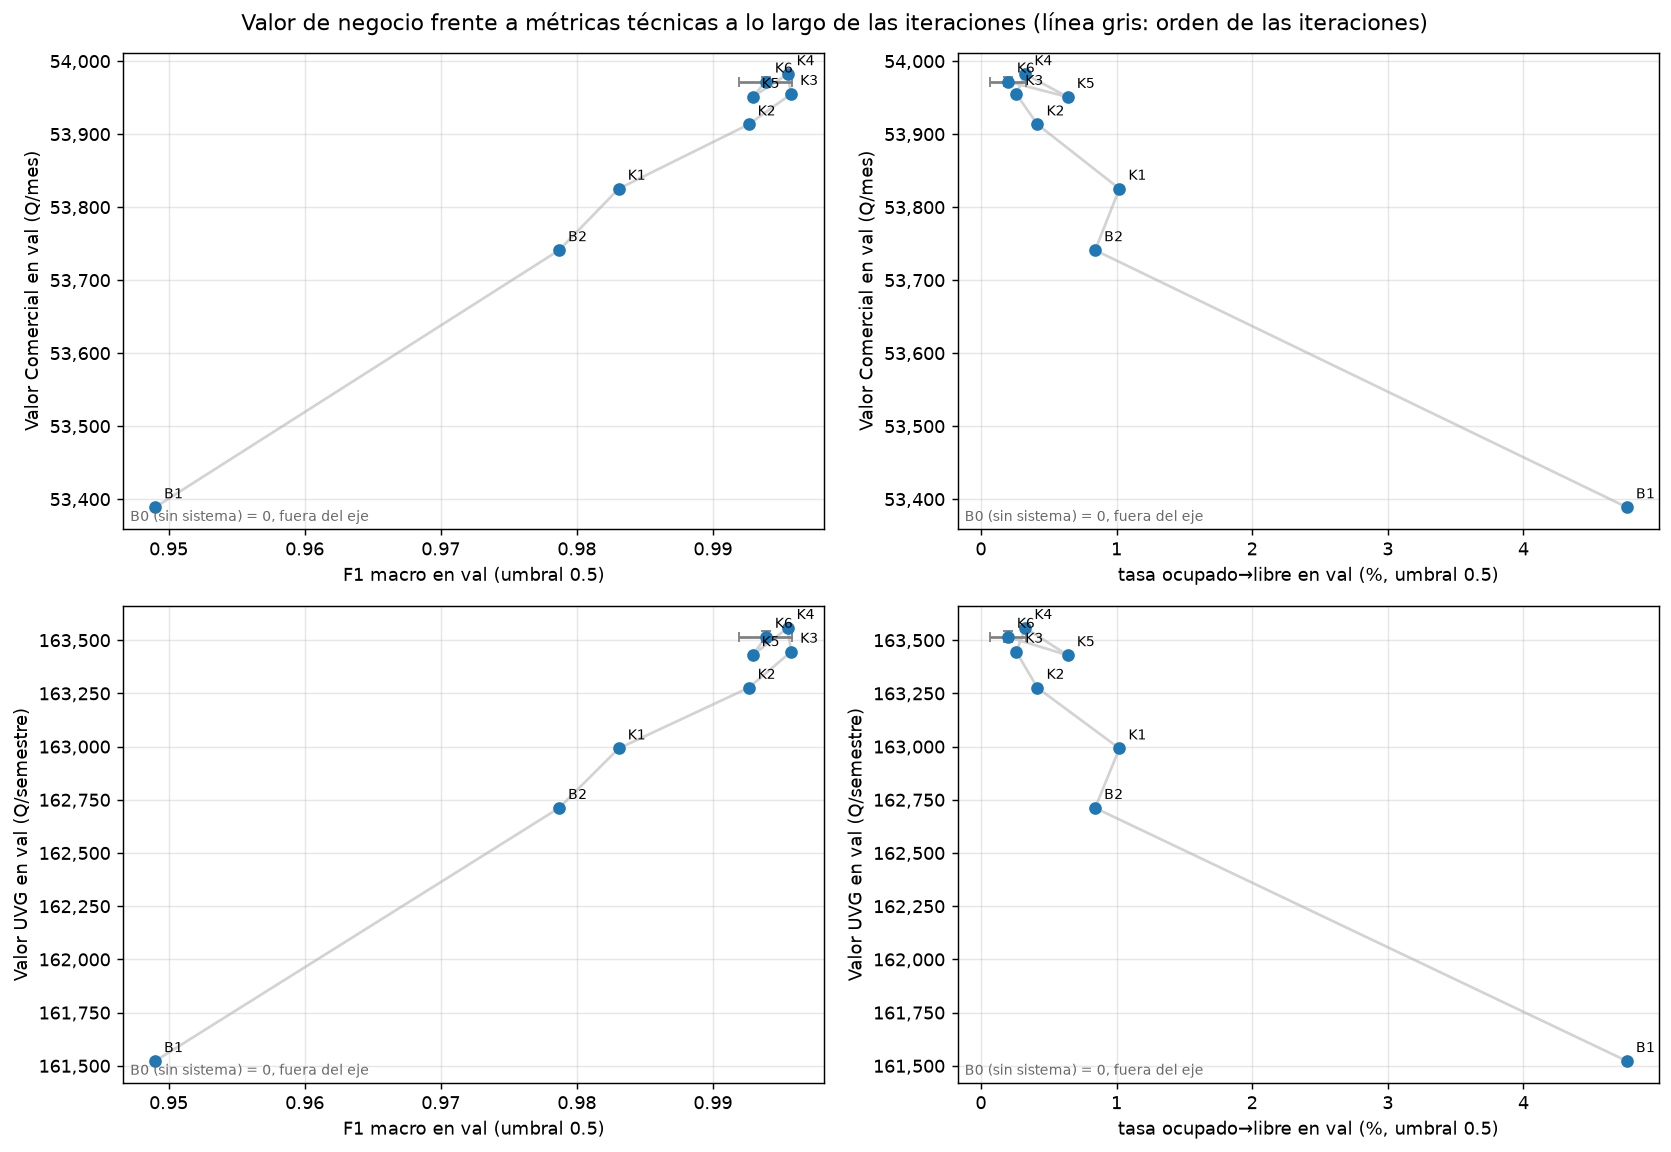 Valor de negocio frente a métricas técnicas a lo largo de las iteraciones (línea gris: orden de las iteraciones)
Valor Comercial en val (Q/mes)
54,000
53,900
53,800
53,700
53,600
53,500
53,400
K4
K6
K3
K5
K2
K1
B2
B1
B0 (sin sistema) = 0, fuera del eje
0.95
0.96
0.97
0.98
0.99
F1 macro en val (umbral 0.5)
Valor Comercial en val (Q/mes)
54,000
53,900
53,800
53,700
53,600
53,500
53,400
K4
K6
K3
K5
K2
K1
B2
B1
B0 (sin sistema) = 0, fuera del eje
0
1
2
3
4
tasa ocupado→libre en val (%, umbral 0.5)
Valor UVG en val (Q/semestre)
163,500
163,250
163,000
162,750
162,500
162,250
162,000
161,750
161,500
K4
K6
K3
K5
K2
K1
B2
B1
B0 (sin sistema) = 0, fuera del eje
0.95
0.96
0.97
0.98
0.99
F1 macro en val (umbral 0.5)
Valor UVG en val (Q/semestre)
163,500
163,250
163,000
162,750
162,500
162,250
162,000
161,750
161,500
K4
K6
K3
K5
K2
K1
B2
B1
B0 (sin sistema) = 0, fuera del eje
0
1
2
3
4
tasa ocupado→libre en val (%, umbral 0.5)